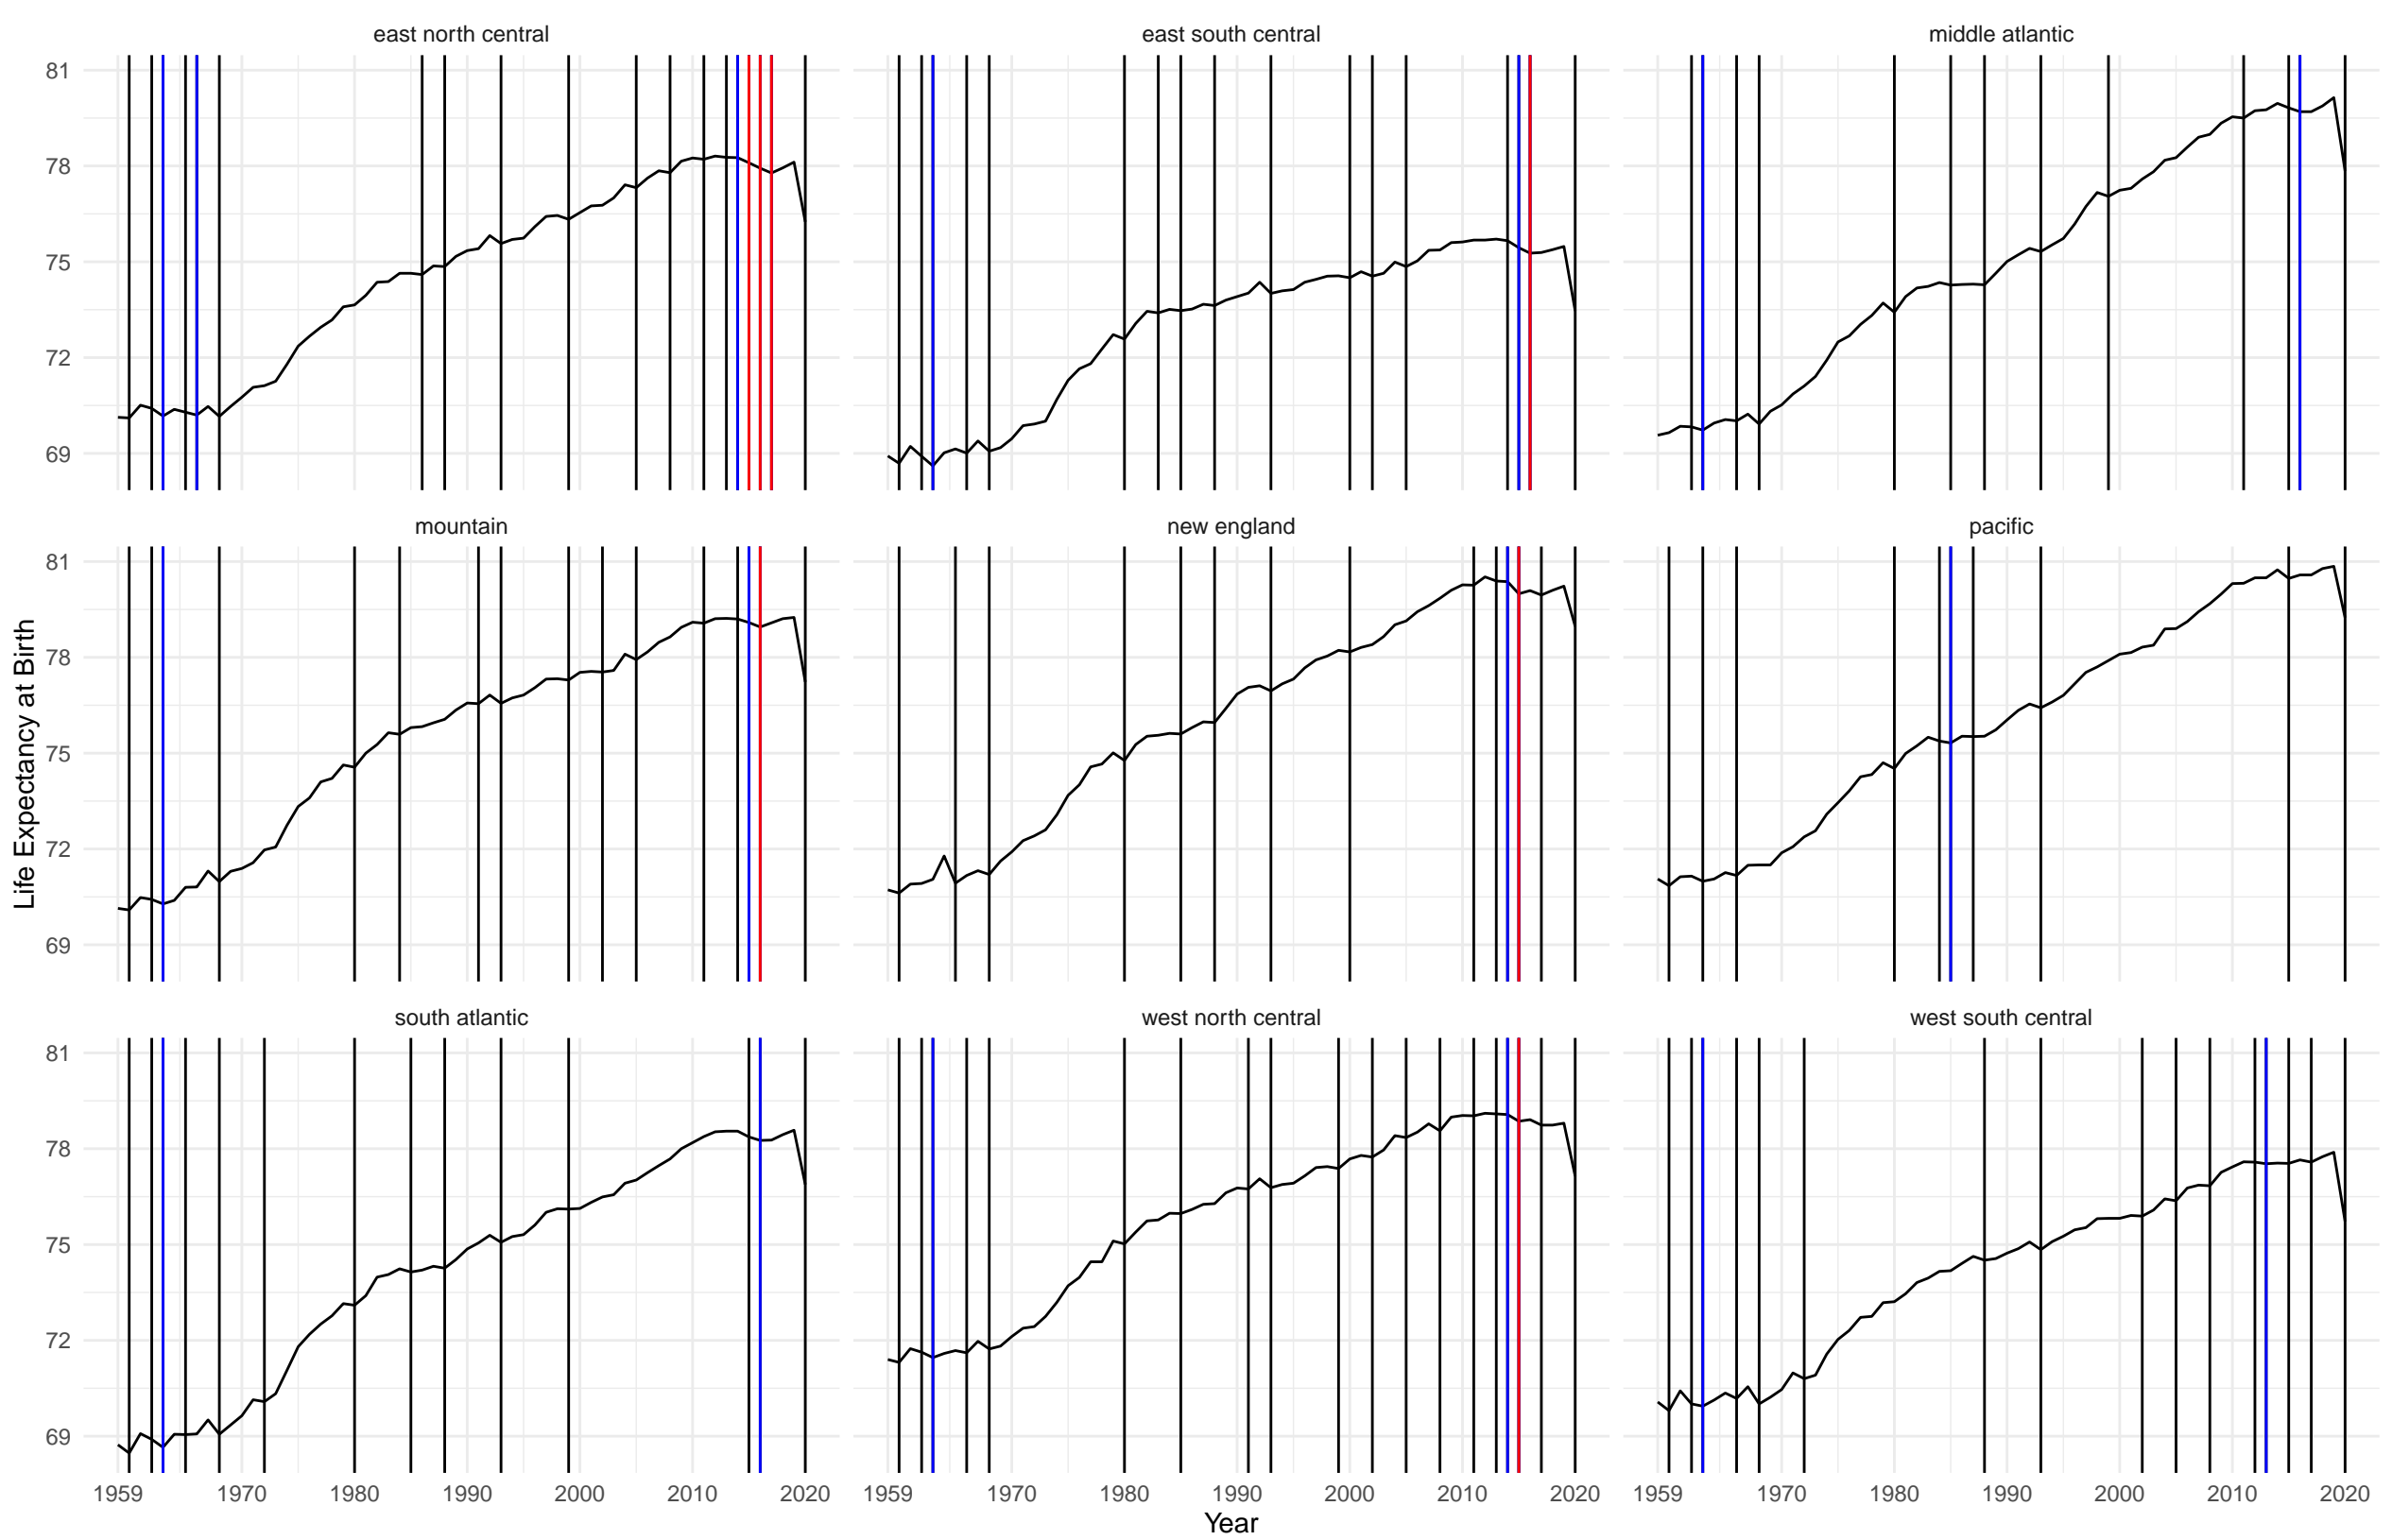 east north central
east south central
middle atlantic
81
78
75
72
69
mountain
new england
pacific
81
78
75
72
69
Life Expectancy at Birth
south atlantic
west north central
west south central
81
78
75
72
69
1959 1970 1980 1990 2000 2010 2020
1959 1970 1980 1990 2000 2010 2020
1959 1970 1980 1990 2000 2010 2020
Year